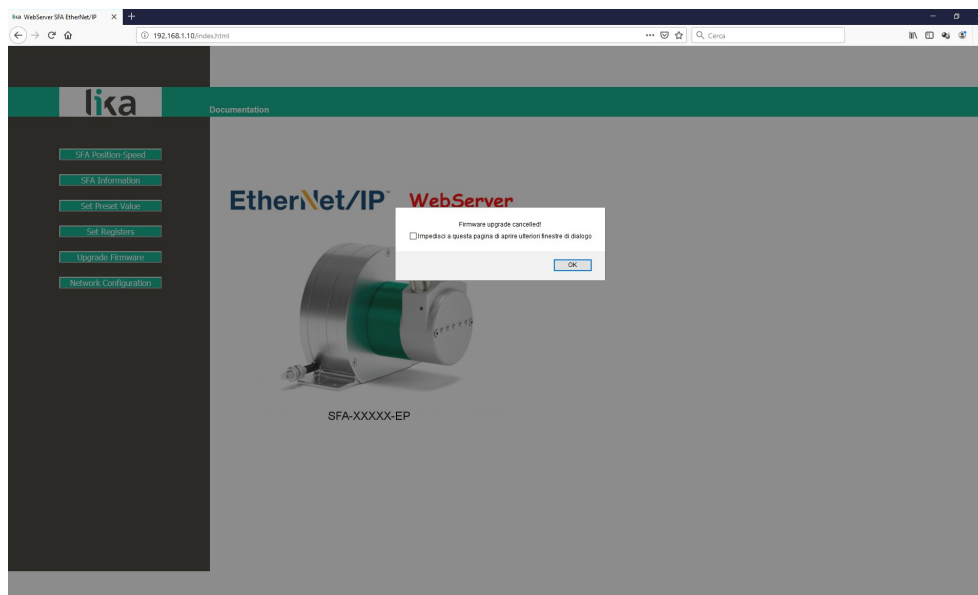 lika WebServer SFA EtherNet/IP
192.168.1.10/index.html
Cerca
lika
Documentation
SFA Position-Speed
SFA Information
Set Preset Value
Set Registers
Upgrade Firmware
Network Configuration
EtherNet/IP™ WebServer
Firmware upgrade cancelled!
Impedisci a questa pagina di aprire ulteriori finestre di dialogo
OK
SFA-XXXXX-EP